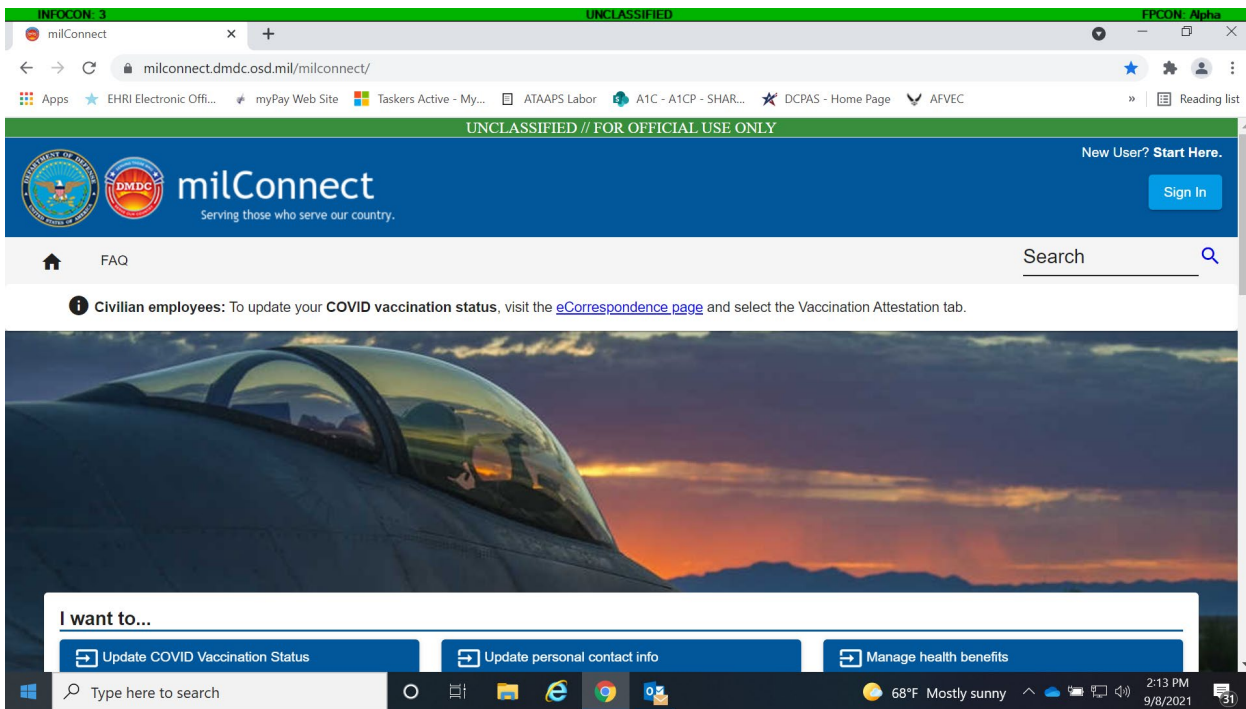 INFOCON: 3 UNCLASSIFIED FPCON: Alpha
milConnect
milconnect.dmdc.osd.mil/milconnect/
Apps EHRI Electronic Offi... myPay Web Site Taskers Active - My... ATAAPS Labor A1C - A1CP - SHAR... DCPAS - Home Page AFVEC » Reading list
UNCLASSIFIED // FOR OFFICIAL USE ONLY
New User? Start Here.
DMDC
milConnect
Sign In
Serving those who serve our country.
FAQ
Search
Civilian employees: To update your COVID vaccination status, visit the eCorrespondence page and select the Vaccination Attestation tab.
I want to...
Update COVID Vaccination Status Update personal contact info Manage health benefits
Type here to search
68°F Mostly sunny
2:13 PM
9/8/2021
31